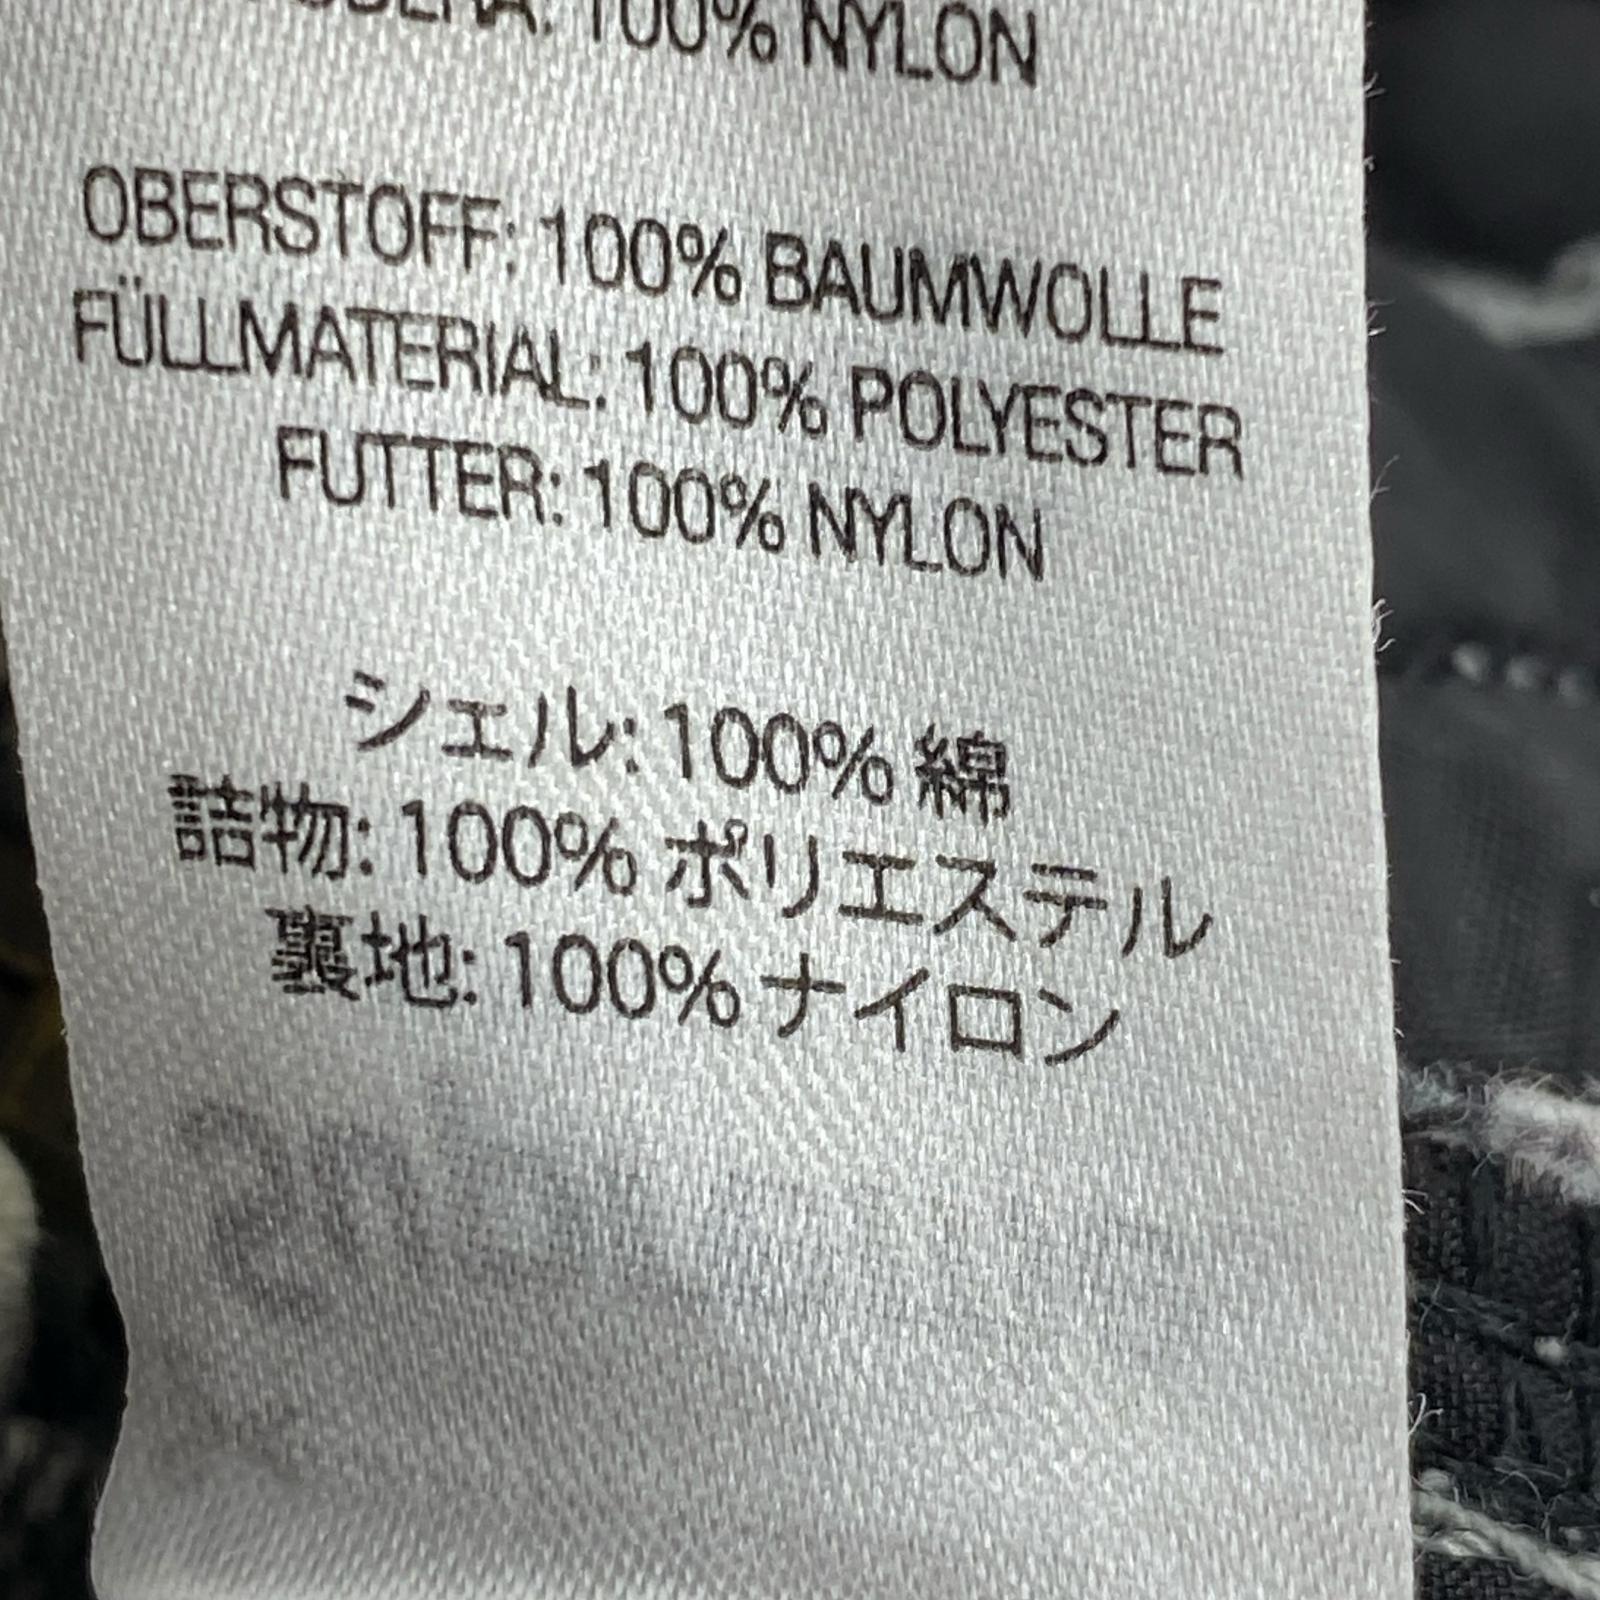 100% NYLON
OBERSTOFF: 100% BAUMWOLLE
FÜLLMATERIAL: 100% POLYESTER
FUTTER: 100% NYLON
シェル: 100% 綿
詰物: 100% ポリエステル
裏地: 100% ナイロン